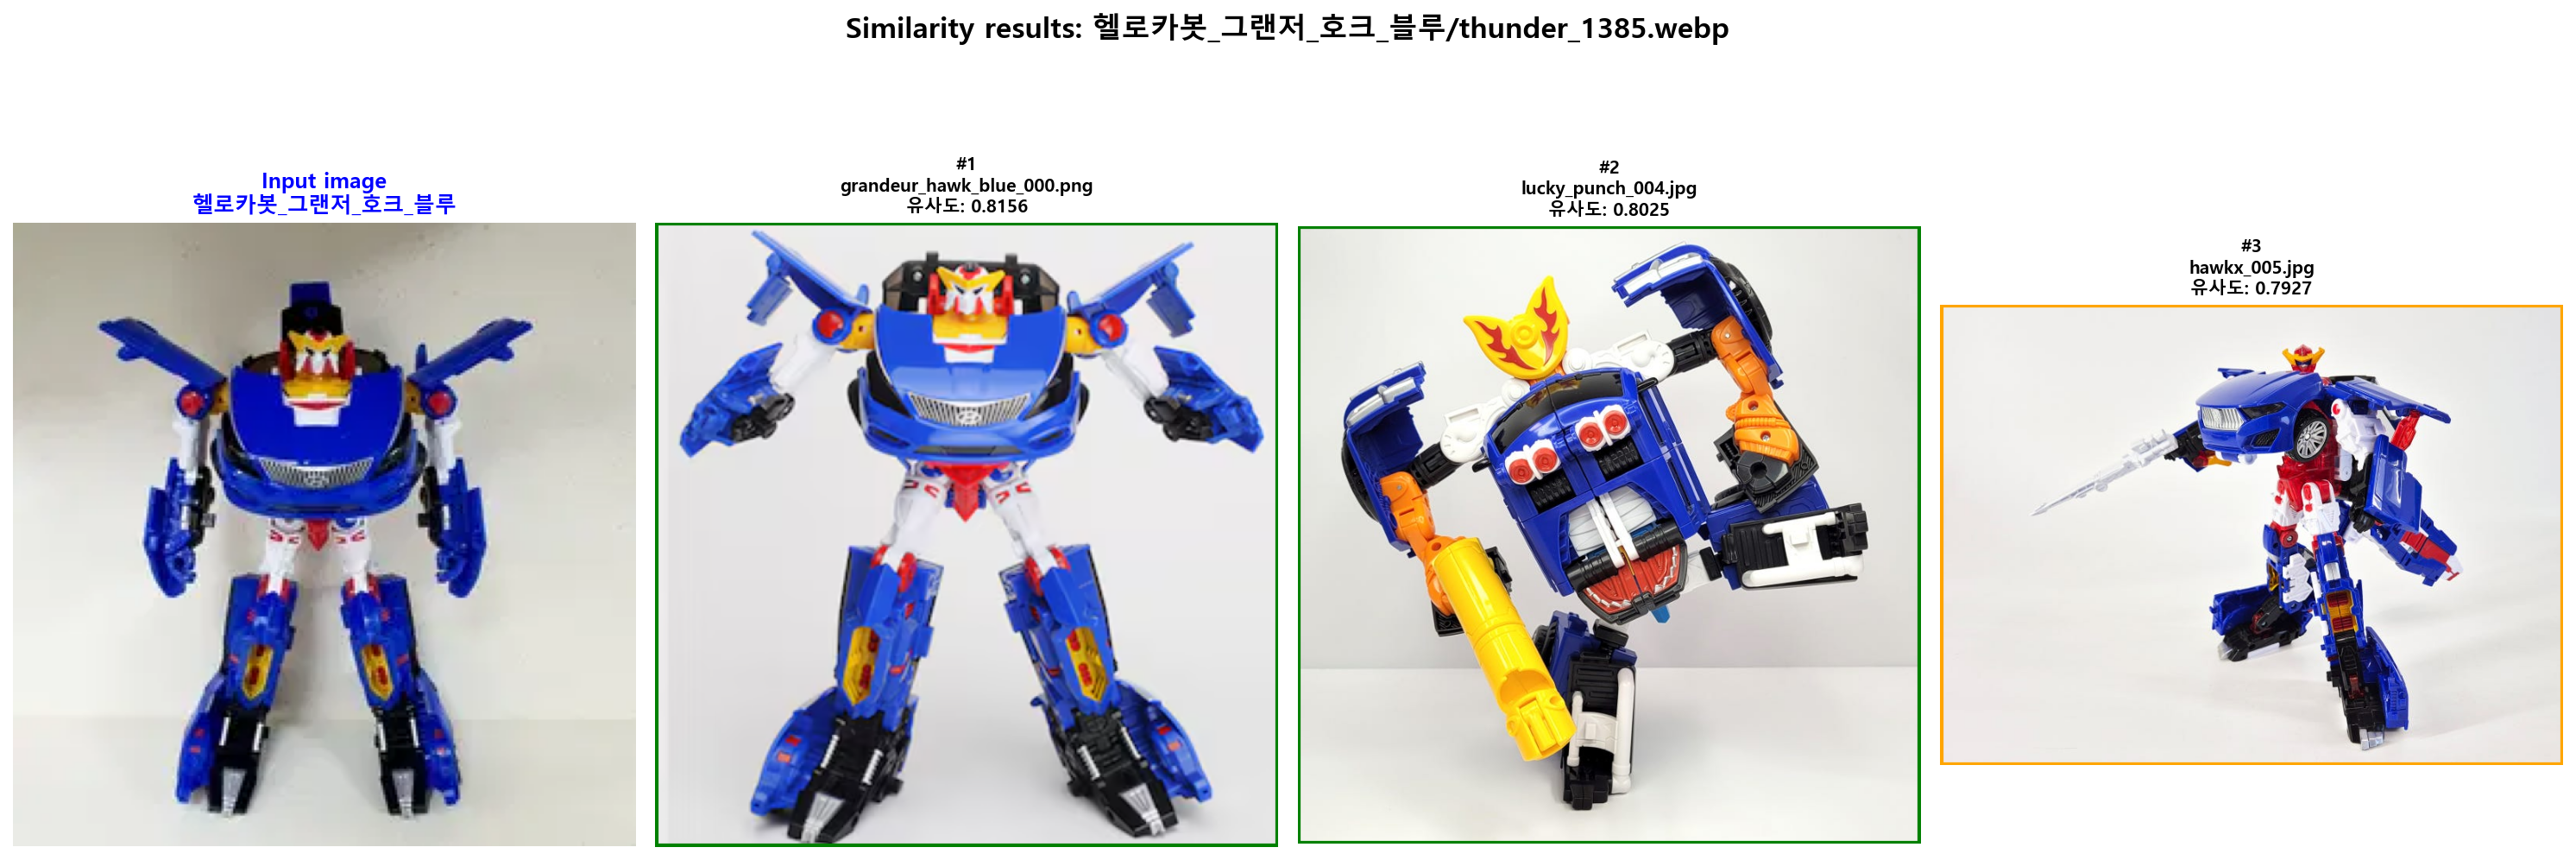 Similarity results: 헬로카봇_그랜저_호크_블루/thunder_1385.webp
Input image
헬로카봇_그랜저_호크_블루
#1
grandeur_hawk_blue_000.png
유사도: 0.8156
#2
lucky_punch_004.jpg
유사도: 0.8025
#3
hawkx_005.jpg
유사도: 0.7927